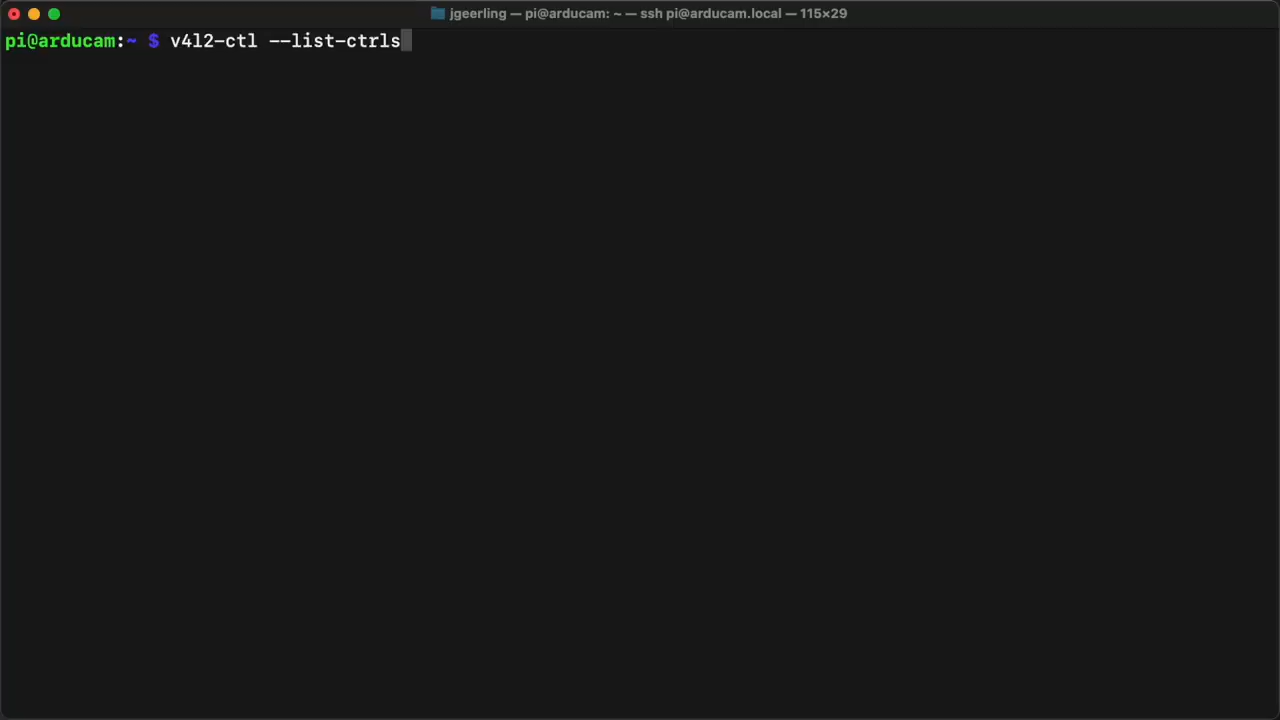 jgeerling — pi@arducam: ~ — ssh pi@arducam.local — 115×29
pi@arducam:~ $ v4l2-ctl --list-ctrls